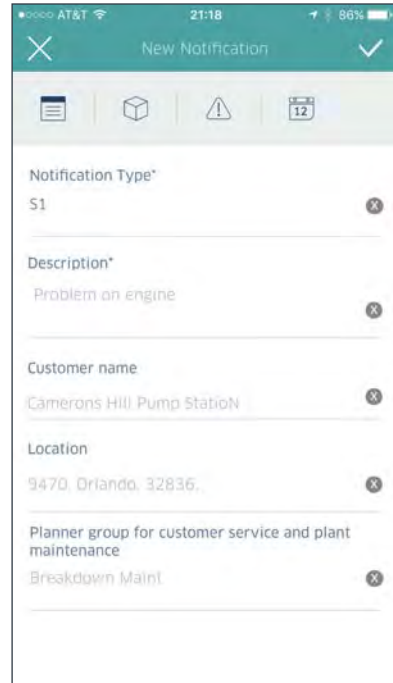 AT&T 21:18 86%
New Notification
12
Notification Type*
S1
X
Description*
Problem on engine
X
Customer name
Camerons Hill Pump StatioN
X
Location
9470, Orlando, 32836,
X
Planner group for customer service and plant
maintenance
Breakdown Maint
X